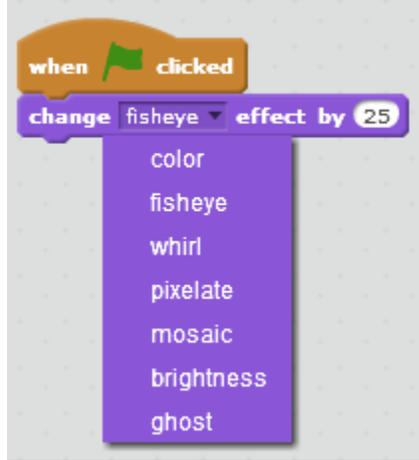 when clicked
change fisheye effect by 25
color
fisheye
whirl
pixelate
mosaic
brightness
ghost